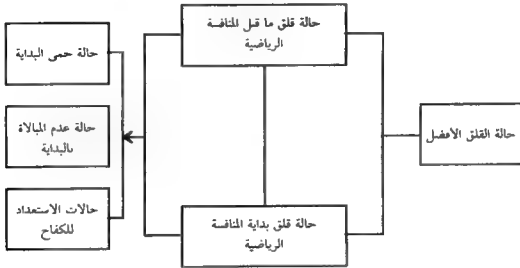 حالة قلق ما قبل المنافسة
الرياضية
حالة حمى البداية
حالة عدم المبالاة
بالبداية
حالة القلق الأفضل
حالات الاستعداد
للكفاح
حالة قلق بداية المنافسة
الرياضية